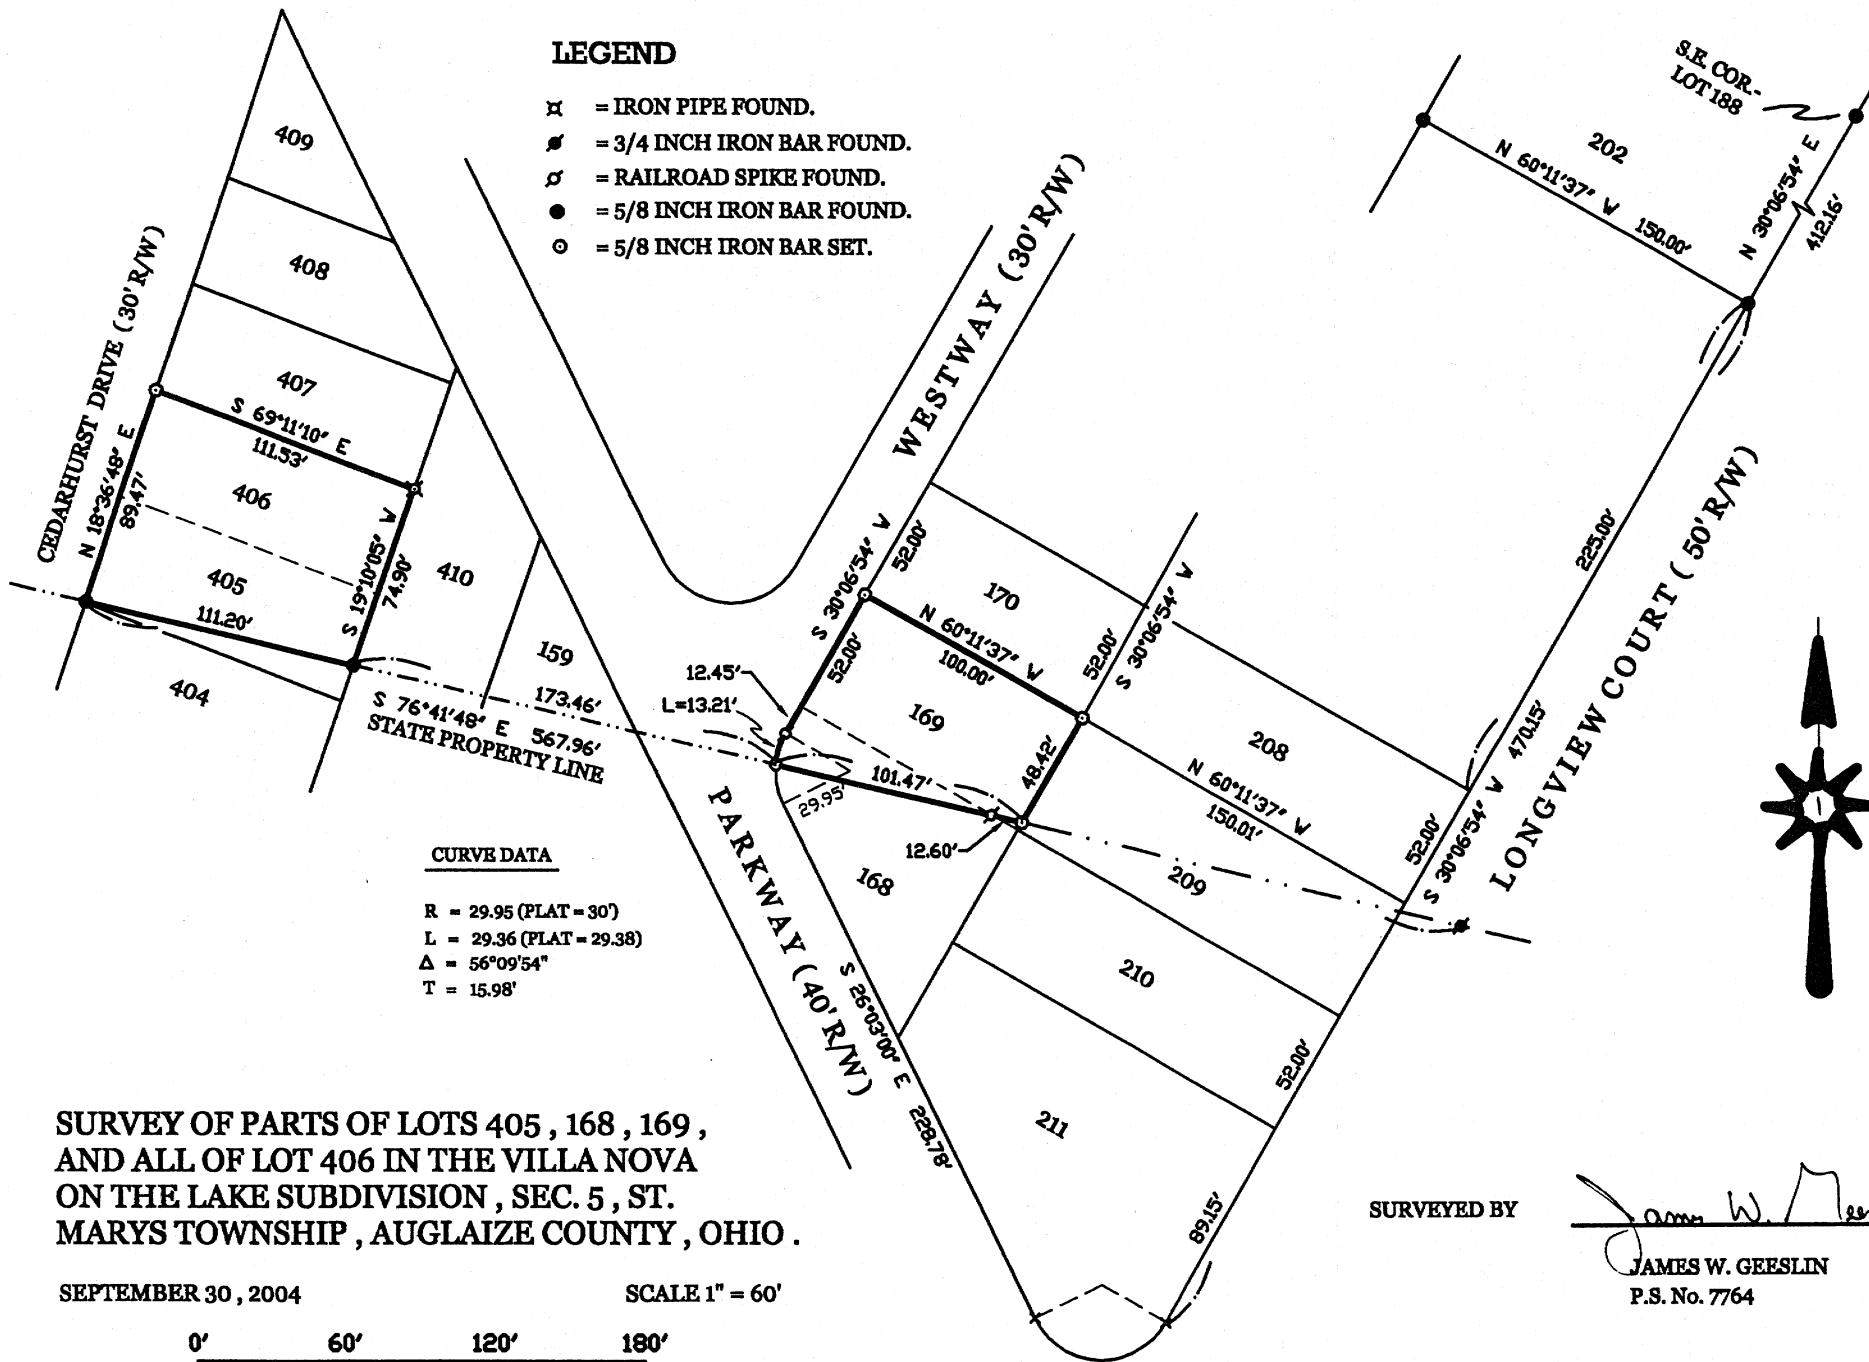 LEGEND
= IRON PIPE FOUND.
= 3/4 INCH IRON BAR FOUND.
= RAILROAD SPIKE FOUND.
= 5/8 INCH IRON BAR FOUND.
= 5/8 INCH IRON BAR SET.
S.E. COR.-
LOT 188
202
N 60°11'37" W 150.00'
N 30°06'54" E
412.16'
409
408
407
S 69°11'10" E
111.53'
CEDARHURST DRIVE (30' R/W)
N 18°36'48" E
89.47'
406
405
111.20'
S 19°10'05" W
74.90'
410
404
159
173.46'
S 76°41'48" E 567.96'
STATE PROPERTY LINE
WESTWAY (30' R/W)
S 30°06'54" W
52.00'
52.00'
170
N 60°11'37" W
100.00'
52.00'
S 30°06'54" W
12.45'
L=13.21'
169
101.47'
48.42'
29.95'
12.60'
168
208
N 60°11'37" W
150.01'
209
210
211
225.00'
470.15'
52.00'
S 30°06'54" W
LONGVIEW COURT (50' R/W)
52.00'
89.15'
PARKWAY (40' R/W)
S 26°03'00" E 228.78'
CURVE DATA
R = 29.95 (PLAT = 30')
L = 29.36 (PLAT = 29.38)
Δ = 56°09'54"
T = 15.98'
SURVEY OF PARTS OF LOTS 405 , 168 , 169 ,
AND ALL OF LOT 406 IN THE VILLA NOVA
ON THE LAKE SUBDIVISION , SEC. 5 , ST.
MARYS TOWNSHIP , AUGLAIZE COUNTY , OHIO .
SEPTEMBER 30 , 2004
SCALE 1" = 60'
0' 60' 120' 180'
SURVEYED BY
James W.
JAMES W. GEESLIN
P.S. No. 7764